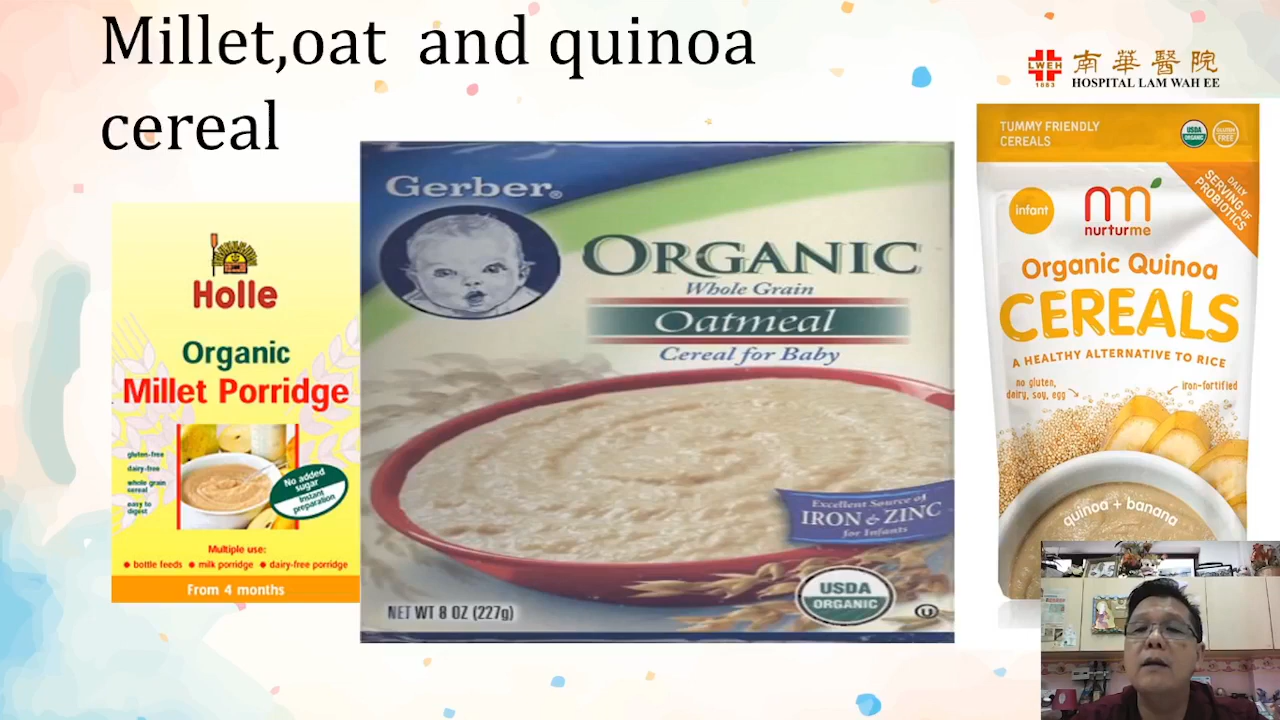 Millet,oat and quinoa
cereal
LWEH
1883
南華醫院
HOSPITAL LAM WAH EE
Holle
Organic
Millet Porridge
gluten-free
dairy-free
whole grain
cereal
easy to
digest
No added
sugar
Instant
preparation
Multiple use:
● bottle feeds ● milk porridge ● dairy-free porridge
From 4 months
Gerber®
ORGANIC
Whole Grain
Oatmeal
Cereal for Baby
Excellent Source of
IRON & ZINC
for Infants
NET WT 8 OZ (227g)
USDA
ORGANIC
U
TUMMY FRIENDLY
CEREALS
USDA
ORGANIC
GLUTEN
FREE
DAILY
SERVING OF
PROBIOTICS
infant
nm
nurturme
Organic Quinoa
CEREALS
A HEALTHY ALTERNATIVE TO RICE
no gluten,
dairy, soy, egg
iron-fortified
quinoa + banana